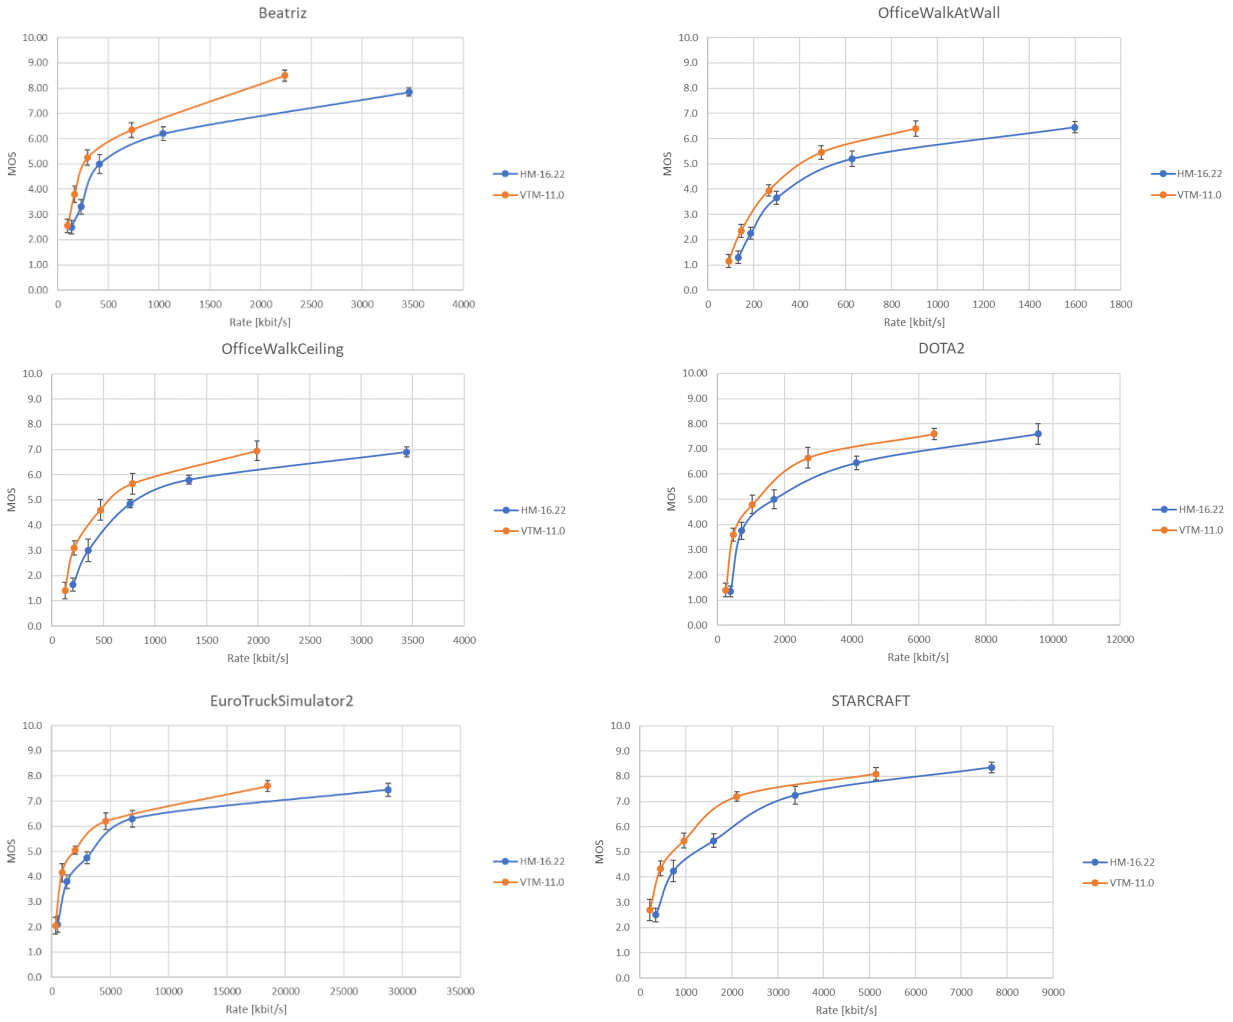 Beatriz
10.00
9.00
8.00
7.00
6.00
5.00
4.00
3.00
2.00
1.00
0.00
MOS
0 500 1000 1500 2000 2500 3000 3500 4000
Rate [kbit/s]
HM-16.22
VTM-11.0
OfficeWalkAtWall
10.0
9.0
8.0
7.0
6.0
5.0
4.0
3.0
2.0
1.0
0.0
MOS
0 200 400 600 800 1000 1200 1400 1600 1800
Rate [kbit/s]
HM-16.22
VTM-11.0
OfficeWalkCeiling
10.0
9.0
8.0
7.0
6.0
5.0
4.0
3.0
2.0
1.0
0.0
MOS
0 500 1000 1500 2000 2500 3000 3500 4000
Rate [kbit/s]
HM-16.22
VTM-11.0
DOTA2
10.00
9.00
8.00
7.00
6.00
5.00
4.00
3.00
2.00
1.00
0.00
MOS
0 2000 4000 6000 8000 10000 12000
Rate [kbit/s]
HM-16.22
VTM-11.0
EuroTruckSimulator2
10.0
9.0
8.0
7.0
6.0
5.0
4.0
3.0
2.0
1.0
0.0
MOS
0 5000 10000 15000 20000 25000 30000 35000
Rate [kbit/s]
HM-16.22
VTM-11.0
STARCRAFT
10.0
9.0
8.0
7.0
6.0
5.0
4.0
3.0
2.0
1.0
0.0
MOS
0 1000 2000 3000 4000 5000 6000 7000 8000 9000
Rate [kbit/s]
HM-16.22
VTM-11.0